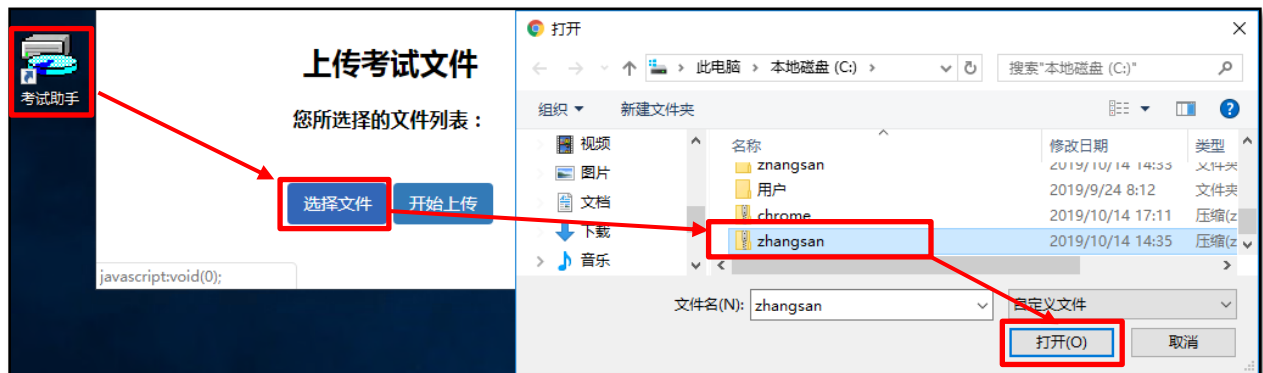 考试助手
上传考试文件
您所选择的文件列表：
选择文件
开始上传
javascript:void(0);
打开
此电脑 › 本地磁盘 (C:) ›
搜索"本地磁盘 (C:)"
组织
新建文件夹
视频
图片
文档
下载
音乐
名称 修改日期 类型
zhangsan 2019/10/14 14:33 文件夹
用户 2019/9/24 8:12 文件夹
chrome 2019/10/14 17:11 压缩(z
zhangsan 2019/10/14 14:35 压缩(z
文件名(N): zhangsan
自定义文件
打开(O)
取消